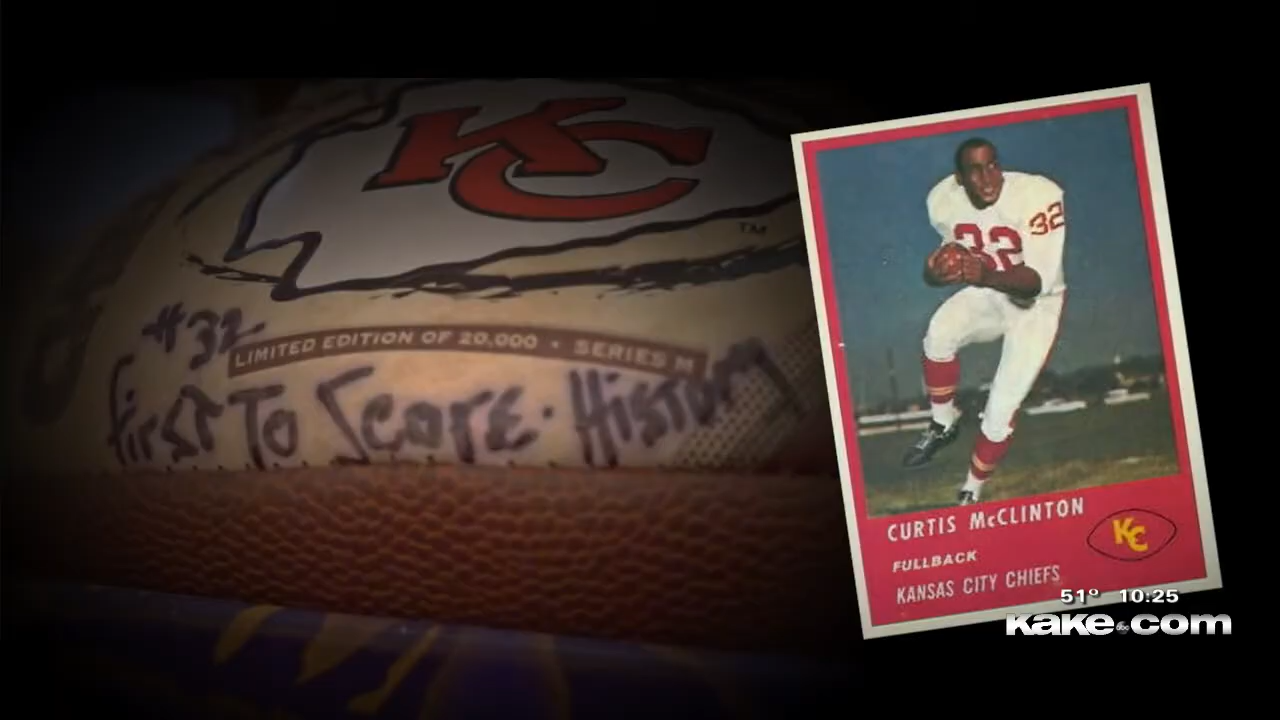 KC
TM
#32
LIMITED EDITION OF 20,000 • SERIES M
First To Score. History
32
32
CURTIS McCLINTON
FULLBACK
KANSAS CITY CHIEFS
KC
51° 10:25
kake.com